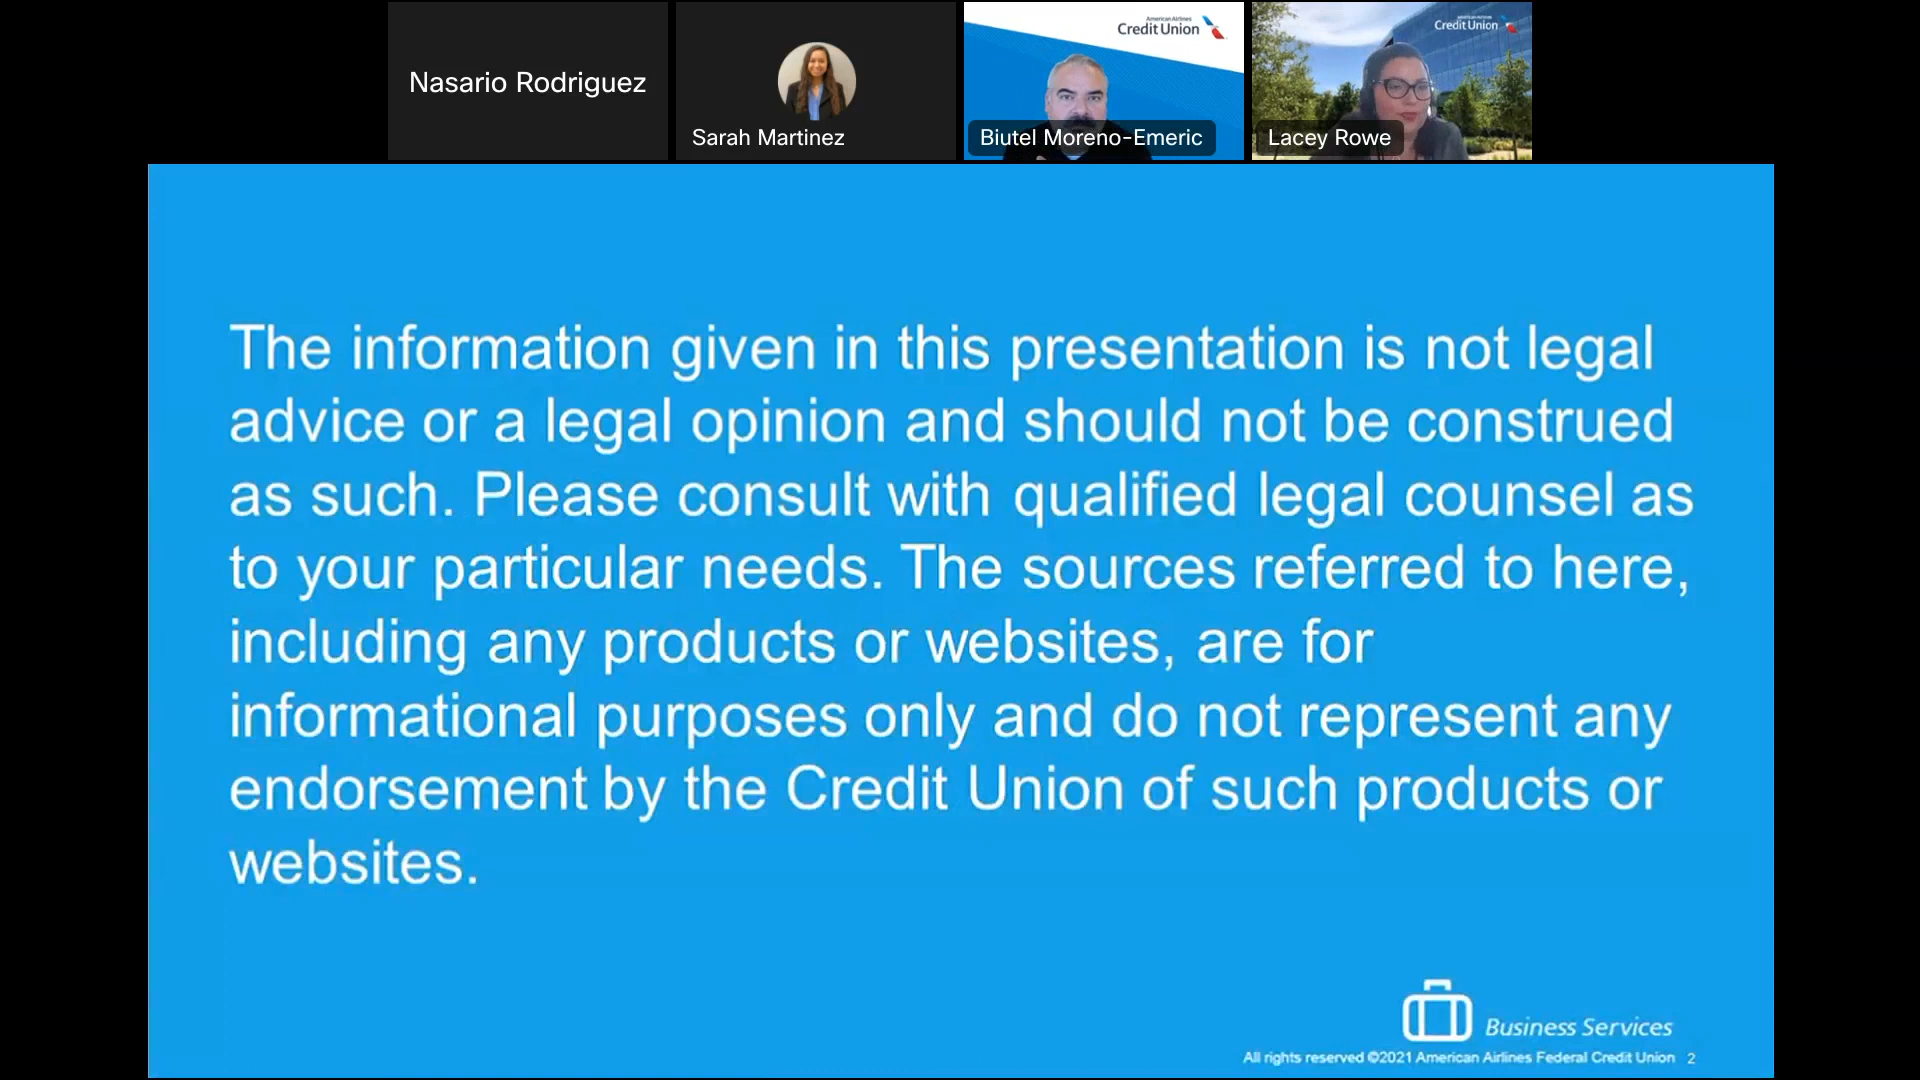 Nasario Rodriguez
Sarah Martinez
American Airlines
Credit Union
Biutel Moreno-Emeric
Credit Union
Lacey Rowe
The information given in this presentation is not legal
advice or a legal opinion and should not be construed
as such. Please consult with qualified legal counsel as
to your particular needs. The sources referred to here,
including any products or websites, are for
informational purposes only and do not represent any
endorsement by the Credit Union of such products or
websites.
Business Services
All rights reserved ©2021 American Airlines Federal Credit Union 2